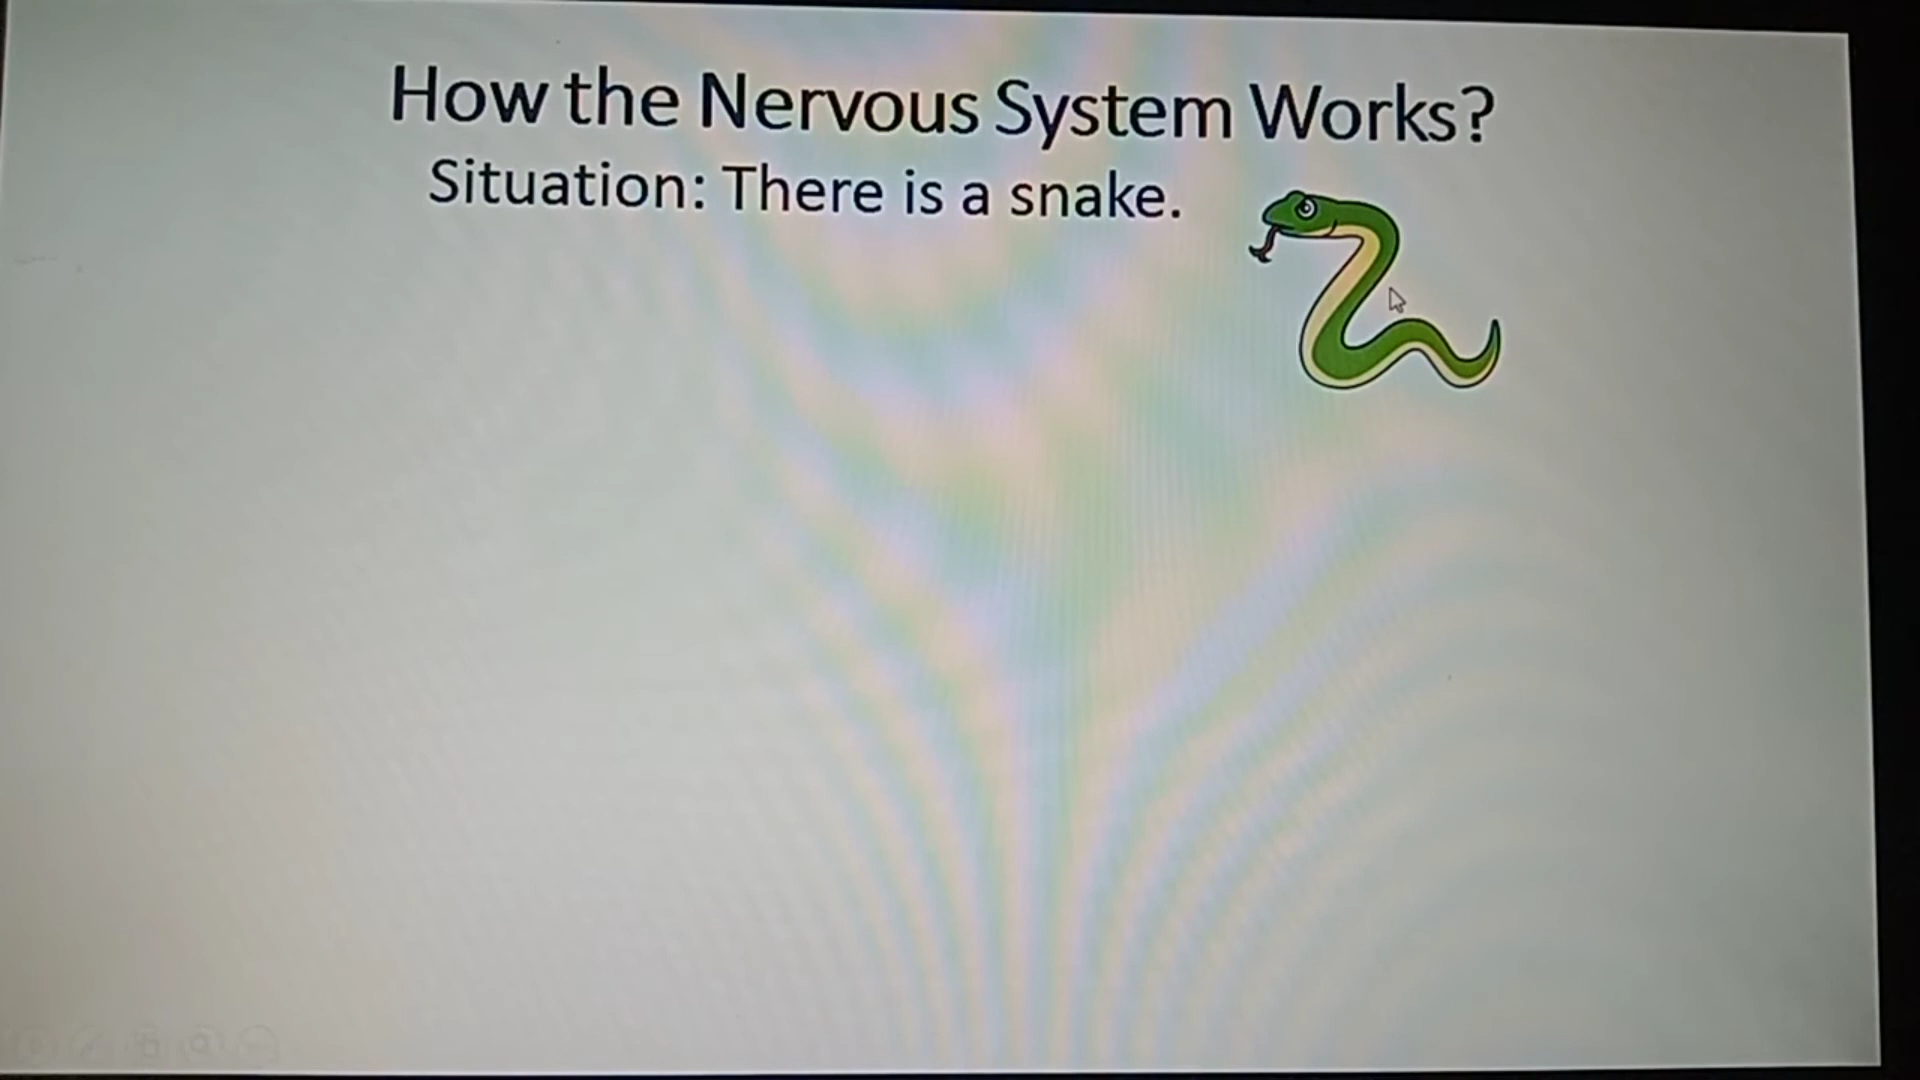 How the Nervous System Works?
Situation: There is a snake.